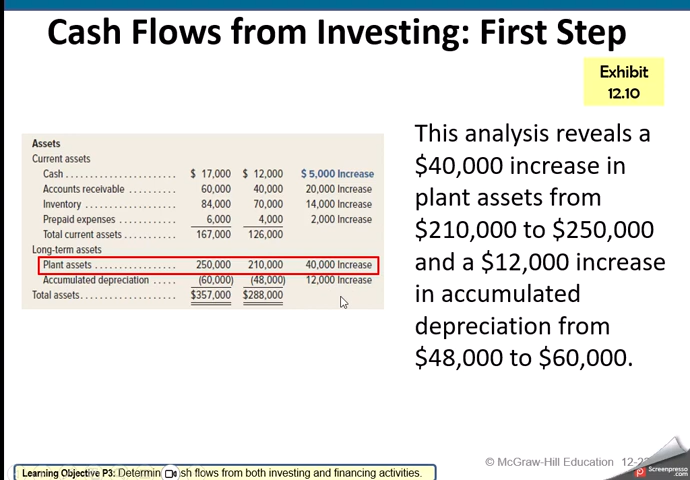 Cash Flows from Investing: First Step
Exhibit
12.10
Assets
Current assets
Cash . . . . . . . . . . . . . . . . . . . . . . $ 17,000 $ 12,000 $ 5,000 Increase
Accounts receivable . . . . . . . . . . 60,000 40,000 20,000 Increase
Inventory . . . . . . . . . . . . . . . . . . . 84,000 70,000 14,000 Increase
Prepaid expenses . . . . . . . . . . . . 6,000 4,000 2,000 Increase
Total current assets . . . . . . . . . . . 167,000 126,000
Long-term assets
Plant assets . . . . . . . . . . . . . . . . . 250,000 210,000 40,000 Increase
Accumulated depreciation . . . . . (60,000) (48,000) 12,000 Increase
Total assets. . . . . . . . . . . . . . . . . . . . $357,000 $288,000
This analysis reveals a
$40,000 increase in
plant assets from
$210,000 to $250,000
and a $12,000 increase
in accumulated
depreciation from
$48,000 to $60,000.
Learning Objective P3: Determin sh flows from both investing and financing activities.
© McGraw-Hill Education 12-2
Screenpresso
.com